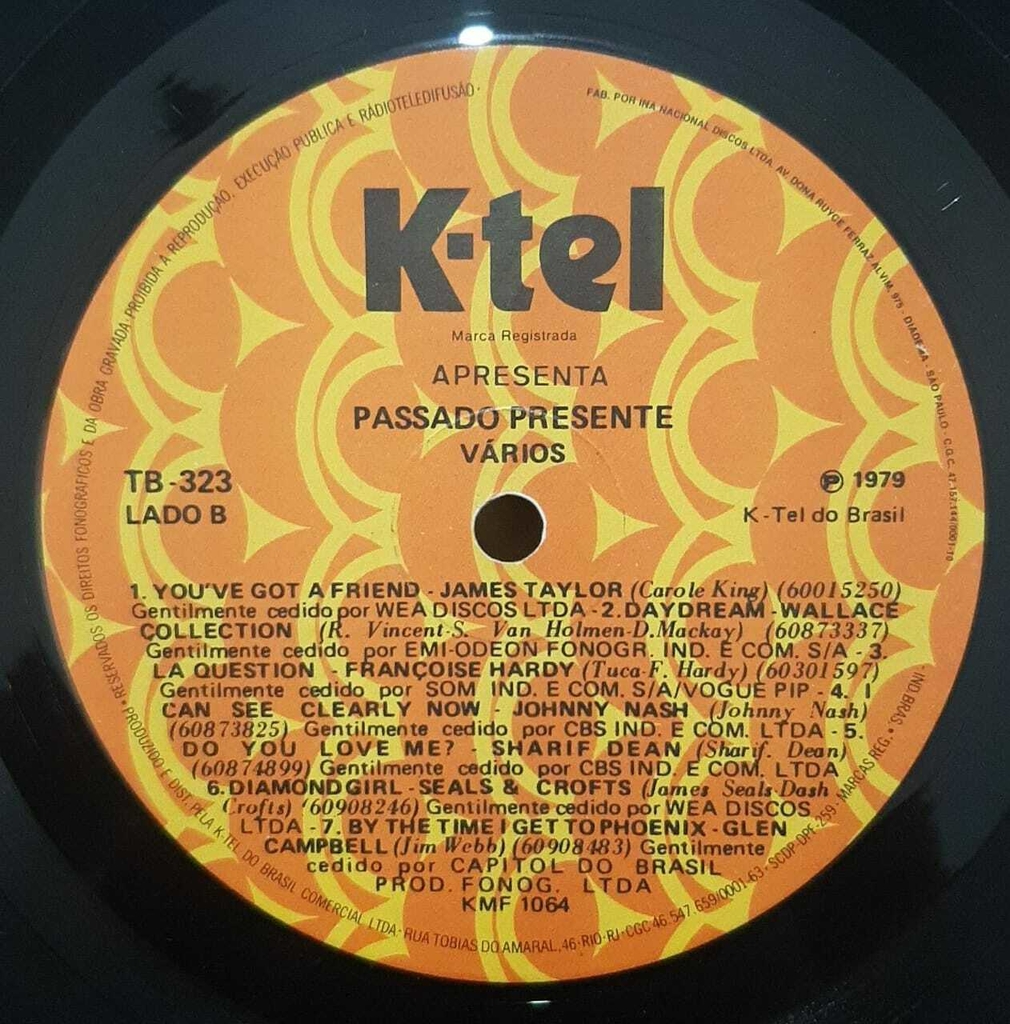 K·tel
Marca Registrada
APRESENTA
PASSADO PRESENTE
VÁRIOS
TB-323
LADO B
℗ 1979
K-Tel do Brasil
1. YOU'VE GOT A FRIEND - JAMES TAYLOR (Carole King) (60015250)
Gentilmente cedido por WEA DISCOS LTDA - 2. DAYDREAM - WALLACE
COLLECTION (R. Vincent-S. Van Holmen-D.Mackay) (60873337)
Gentilmente cedido por EMI-ODEON FONOGR. IND. E COM. S/A - 3.
LA QUESTION - FRANÇOISE HARDY (Tuca-F. Hardy) (60301597)
Gentilmente cedido por SOM IND. E COM. S/A/VOGUE PIP - 4. I
CAN SEE CLEARLY NOW - JOHNNY NASH (Johnny Nash)
(60873825) Gentilmente cedido por CBS IND. E COM. LTDA - 5.
DO YOU LOVE ME? - SHARIF DEAN (Sharif. Dean)
(60874899) Gentilmente cedido por CBS IND. E COM. LTDA
6. DIAMOND GIRL - SEALS & CROFTS (James Seals-Dash
Crofts) (60908246) Gentilmente cedido por WEA DISCOS
LTDA - 7. BY THE TIME I GET TO PHOENIX - GLEN
CAMPBELL (Jim Webb) (60908483) Gentilmente
cedido por CAPITOL DO BRASIL
PROD. FONOG. LTDA
KMF 1064
• RESERVADOS OS DIREITOS FONOGRAFICOS E DA OBRA GRAVADA·PROIBIDA A REPRODUÇÃO, EXECUÇÃO PUBLICA E RADIOTELEDIFUSÃO·
FAB. POR INA NACIONAL DISCOS LTDA. AV. DONA RUYCE FERRAZ ALVIM, 975 - DIADEMA - SÃO PAULO - C.G.C. 47.157.144/0001-10
• PRODUZIDO E DIST. PELA K-TEL DO BRASIL COMERCIAL LTDA·RUA TOBIAS DO AMARAL, 46·RIO·RJ·CGC 46.547.659/0001-63·SCDP-DPF-259·MARCAS REG. • IND.BRAS.